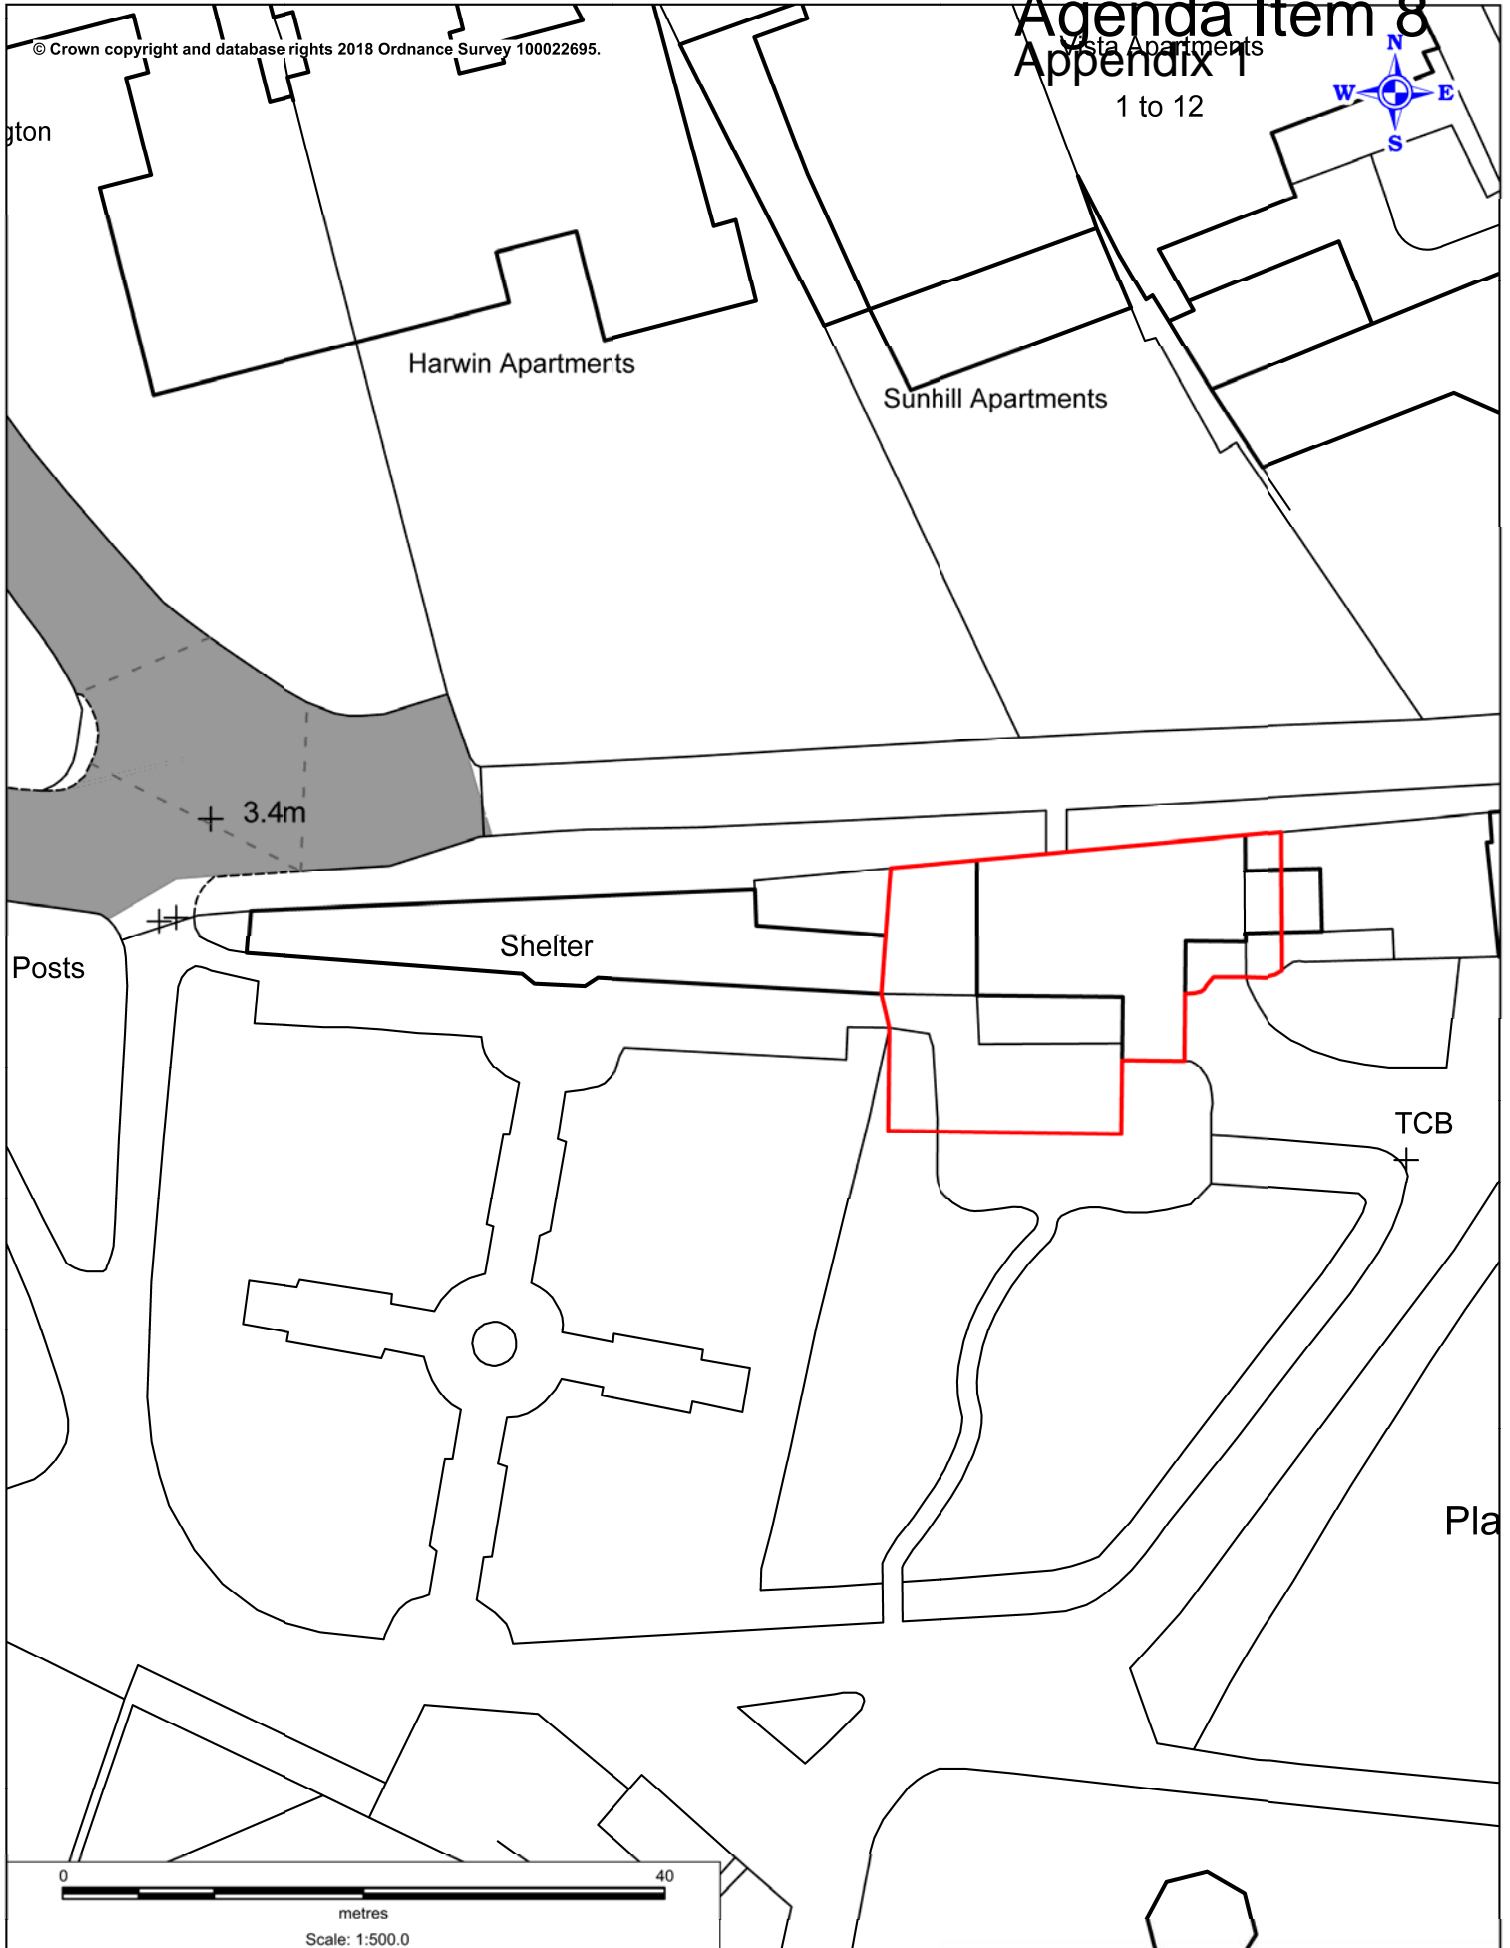 Agenda Item 8
© Crown copyright and database rights 2018 Ordnance Survey 100022695.
Vista Apartments
Appendix 1
N
W E
S
1 to 12
gton
Harwin Apartments
Sunhill Apartments
3.4m
Shelter
Posts
TCB
Pla
0 40
metres
Scale: 1:500.0